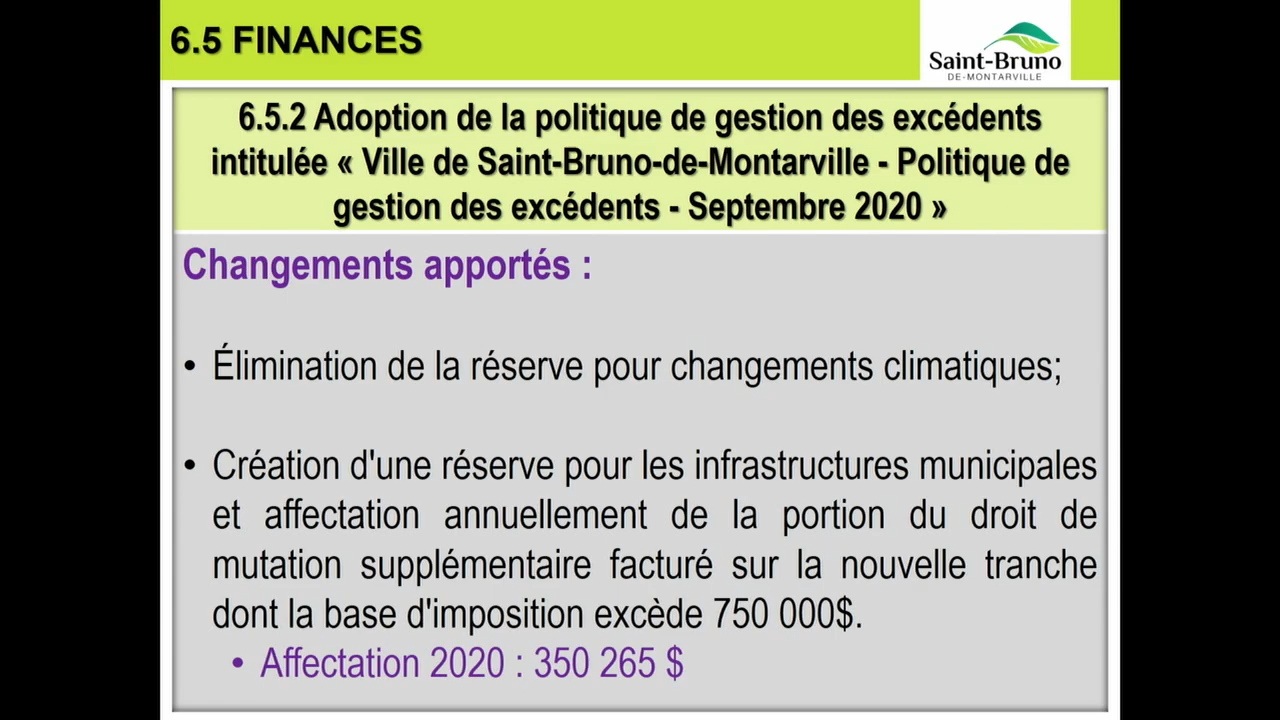 6.5 FINANCES
Saint-Bruno
DE-MONTARVILLE
6.5.2 Adoption de la politique de gestion des excédents
intitulée « Ville de Saint-Bruno-de-Montarville - Politique de
gestion des excédents - Septembre 2020 »
Changements apportés :
• Élimination de la réserve pour changements climatiques;
• Création d'une réserve pour les infrastructures municipales
et affectation annuellement de la portion du droit de
mutation supplémentaire facturé sur la nouvelle tranche
dont la base d'imposition excède 750 000$.
• Affectation 2020 : 350 265 $